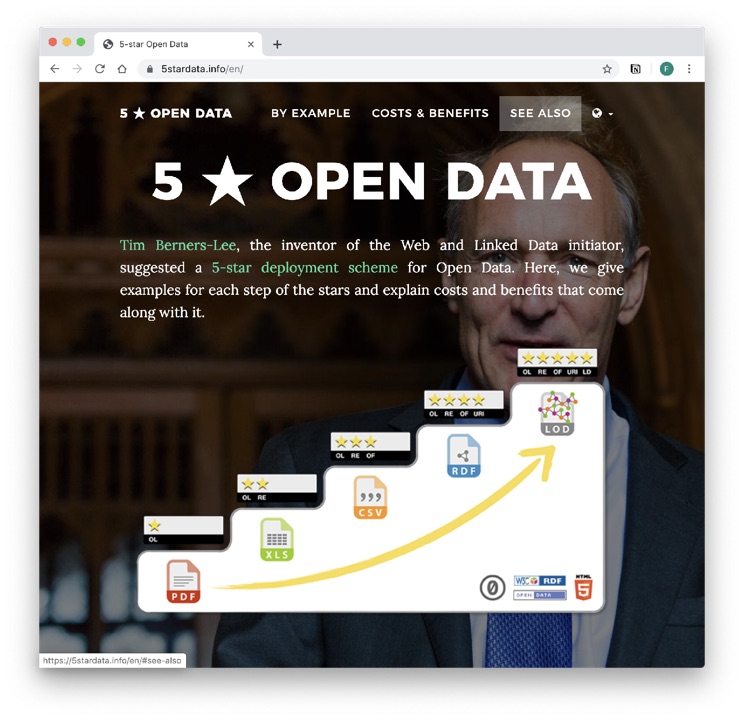 5-star Open Data
5stardata.info/en/
F
5 ★ OPEN DATA
BY EXAMPLE
COSTS & BENEFITS
SEE ALSO
5 ★ OPEN DATA
Tim Berners-Lee, the inventor of the Web and Linked Data initiator,
suggested a 5-star deployment scheme for Open Data. Here, we give
examples for each step of the stars and explain costs and benefits that come
along with it.
OL RE OF URI LD
LOD
OL RE OF URI
RDF
OL RE OF
CSV
OL RE
XLS
OL
PDF
0
W3C RDF
OPEN DATA
HTML
5
https://5stardata.info/en/#see-also